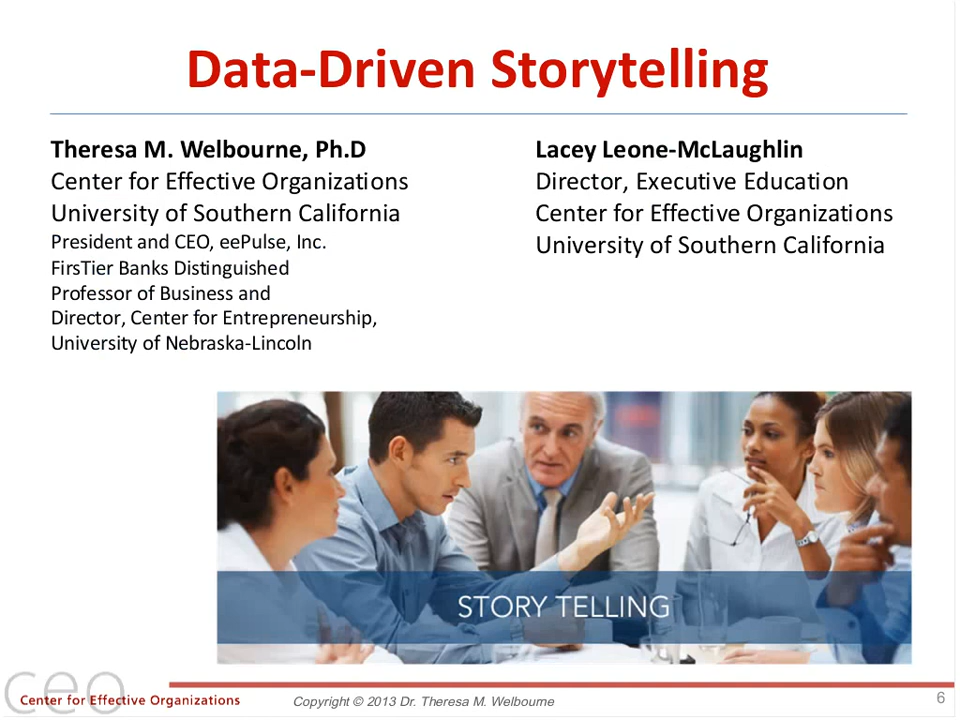 Data-Driven Storytelling
Theresa M. Welbourne, Ph.D
Center for Effective Organizations
University of Southern California
President and CEO, eePulse, Inc.
FirsTier Banks Distinguished
Professor of Business and
Director, Center for Entrepreneurship,
University of Nebraska-Lincoln
Lacey Leone-McLaughlin
Director, Executive Education
Center for Effective Organizations
University of Southern California
STORY TELLING
ceo
Center for Effective Organizations
Copyright © 2013 Dr. Theresa M. Welbourne
6